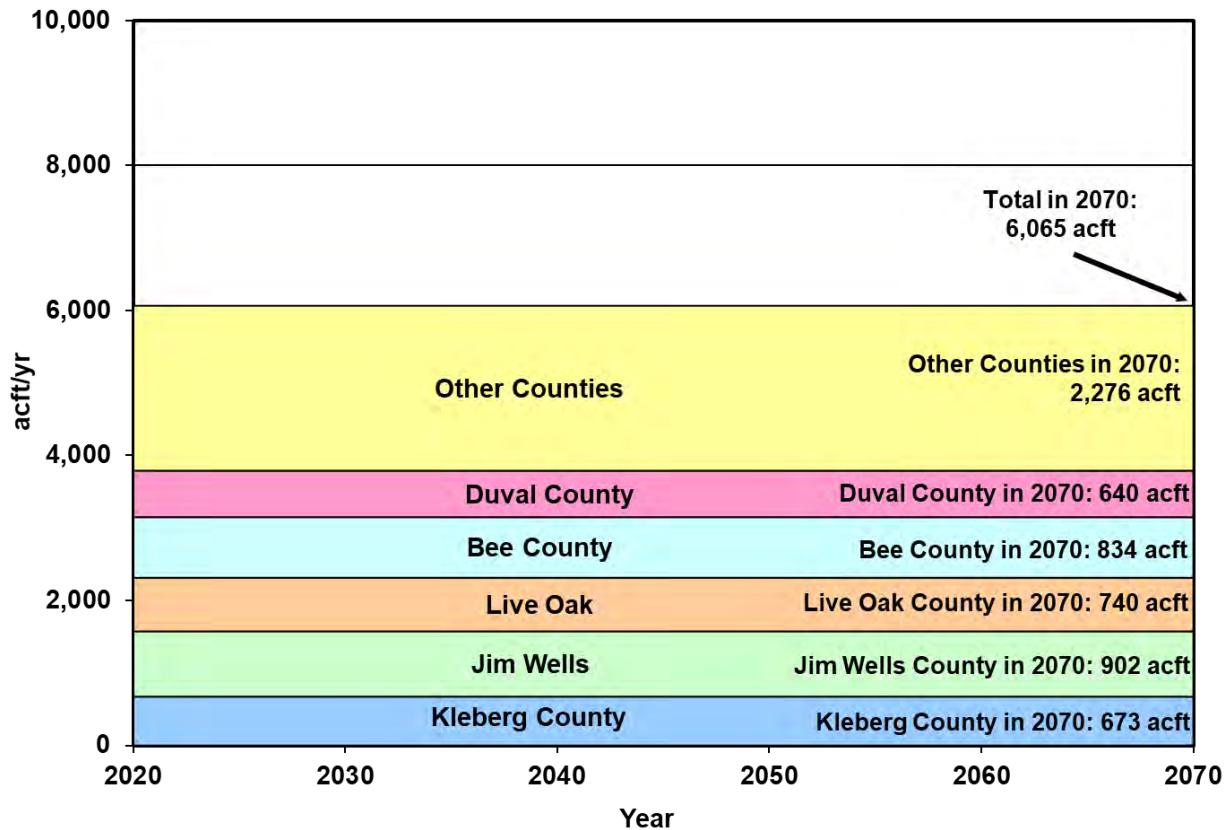 10,000
8,000
6,000
4,000
2,000
0
acft/yr
Total in 2070:
6,065 acft
Other Counties
Other Counties in 2070:
2,276 acft
Duval County
Duval County in 2070: 640 acft
Bee County
Bee County in 2070: 834 acft
Live Oak
Live Oak County in 2070: 740 acft
Jim Wells
Jim Wells County in 2070: 902 acft
Kleberg County
Kleberg County in 2070: 673 acft
2020
2030
2040
2050
2060
2070
Year